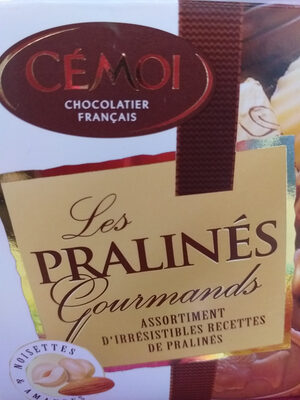 CÉMOI
CHOCOLATIER
FRANÇAIS
Les
PRALINÉS
Gourmands
ASSORTIMENT
D'IRRÉSISTIBLES RECETTES
DE PRALINÉS
NOISETTES
&